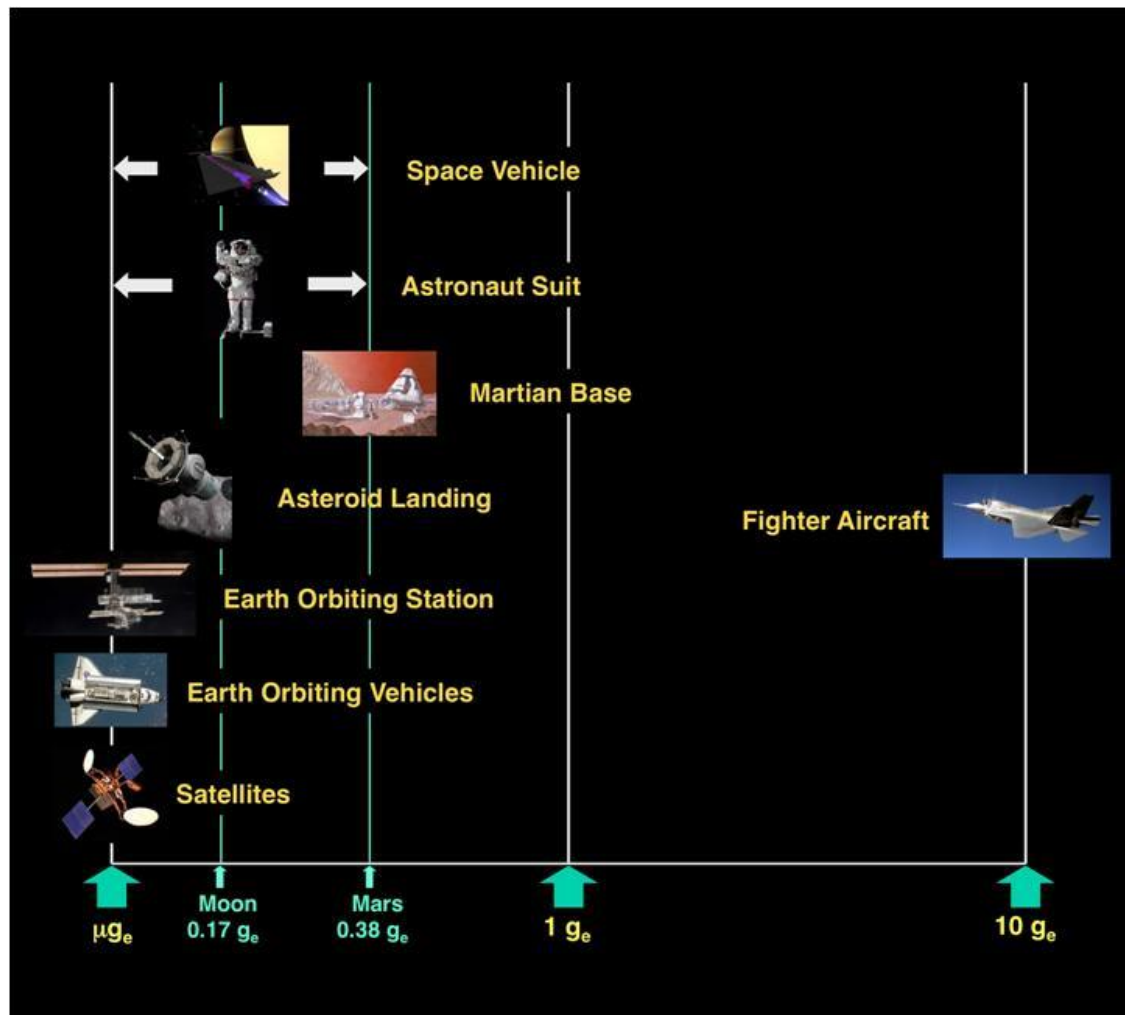 Space Vehicle
Astronaut Suit
Martian Base
Asteroid Landing
Fighter Aircraft
Earth Orbiting Station
Earth Orbiting Vehicles
Satellites
μgₑ
Moon
0.17 gₑ
Mars
0.38 gₑ
1 gₑ
10 gₑ